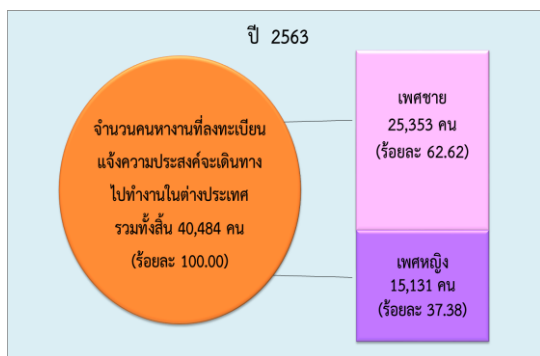 ปี 2563
จำนวนคนหางานที่ลงทะเบียน
แจ้งความประสงค์จะเดินทาง
ไปทำงานในต่างประเทศ
รวมทั้งสิ้น 40,484 คน
(ร้อยละ 100.00)
เพศชาย
25,353 คน
(ร้อยละ 62.62)
เพศหญิง
15,131 คน
(ร้อยละ 37.38)